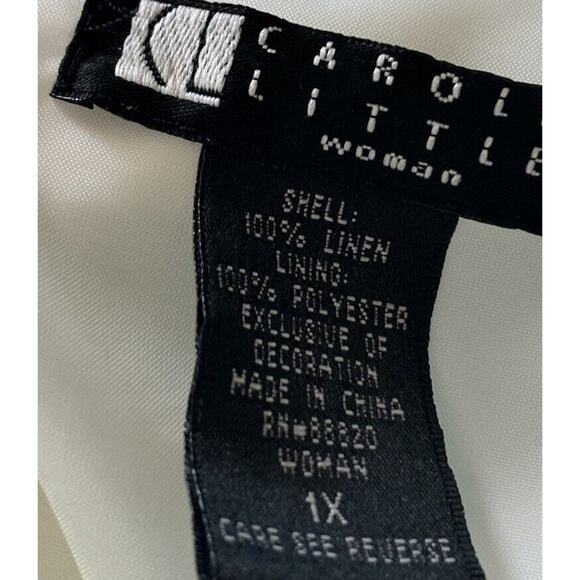 CL
CAROL
LITTLE
woman
SHELL:
100% LINEN
LINING:
100% POLYESTER
EXCLUSIVE OF
DECORATION
MADE IN CHINA
RN#88820
WOMAN
1X
CARE SEE REVERSE